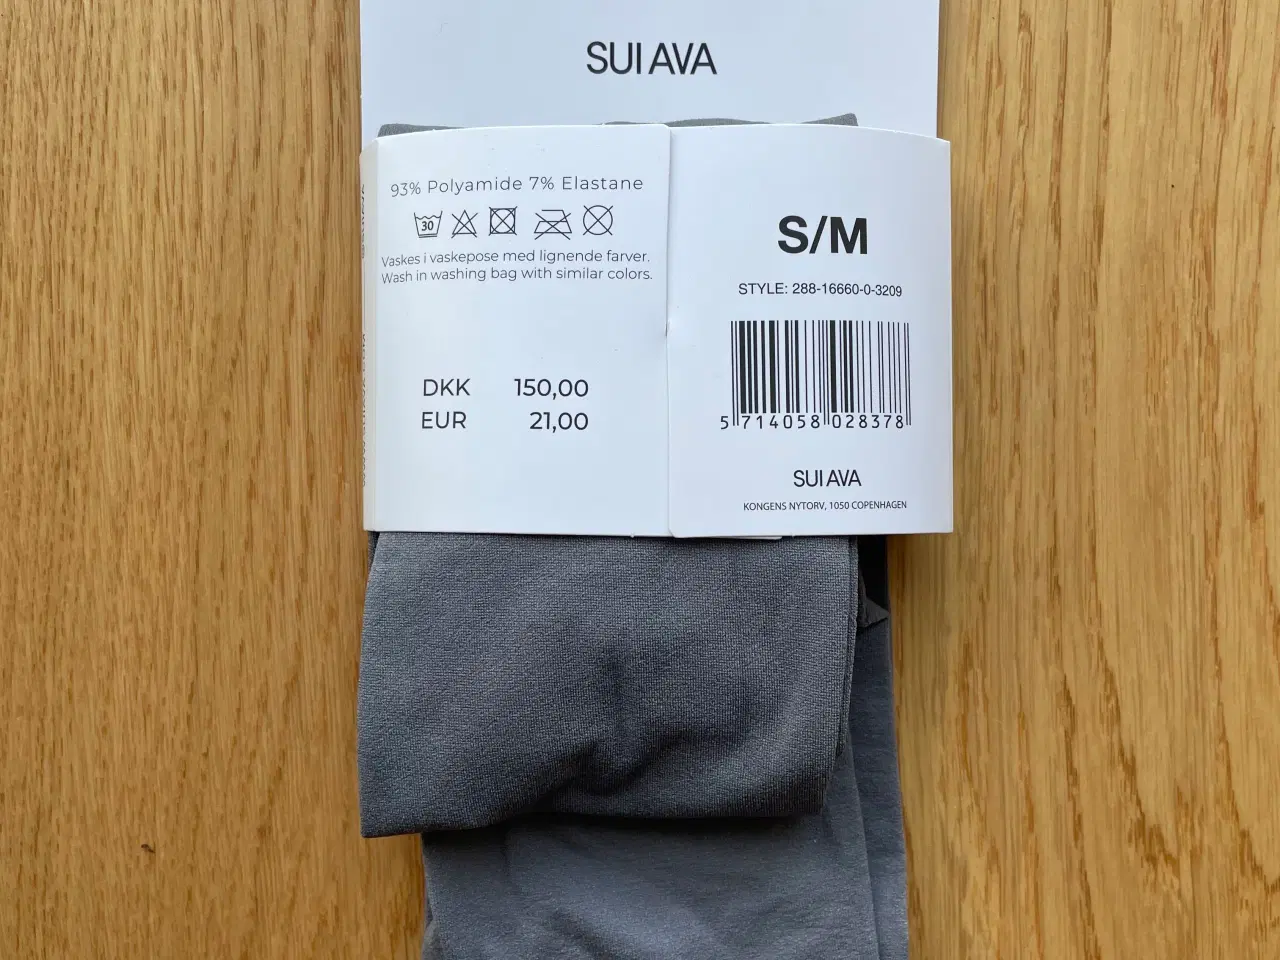 SUI AVA
93% Polyamide 7% Elastane
30
Vaskes i vaskepose med lignende farver.
Wash in washing bag with similar colors.
DKK 150,00
EUR 21,00
S/M
STYLE: 288-16660-0-3209
5 714058 028378
SUI AVA
KONGENS NYTORV, 1050 COPENHAGEN